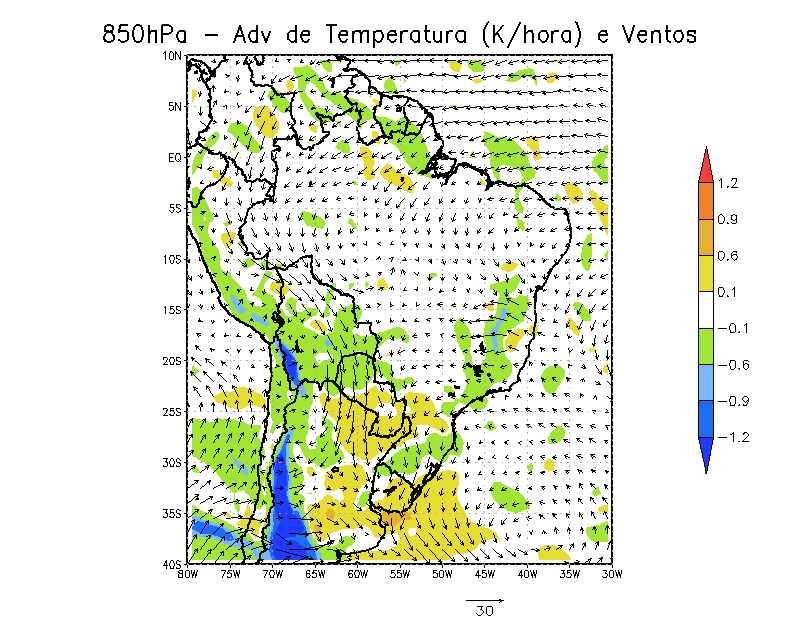 850hPa - Adv de Temperatura (K/hora) e Ventos
10N
5N
EQ
5S
10S
15S
20S
25S
30S
35S
40S
80W 75W 70W 65W 60W 55W 50W 45W 40W 35W 30W
1.2
0.9
0.6
0.1
-0.1
-0.6
-0.9
-1.2
30